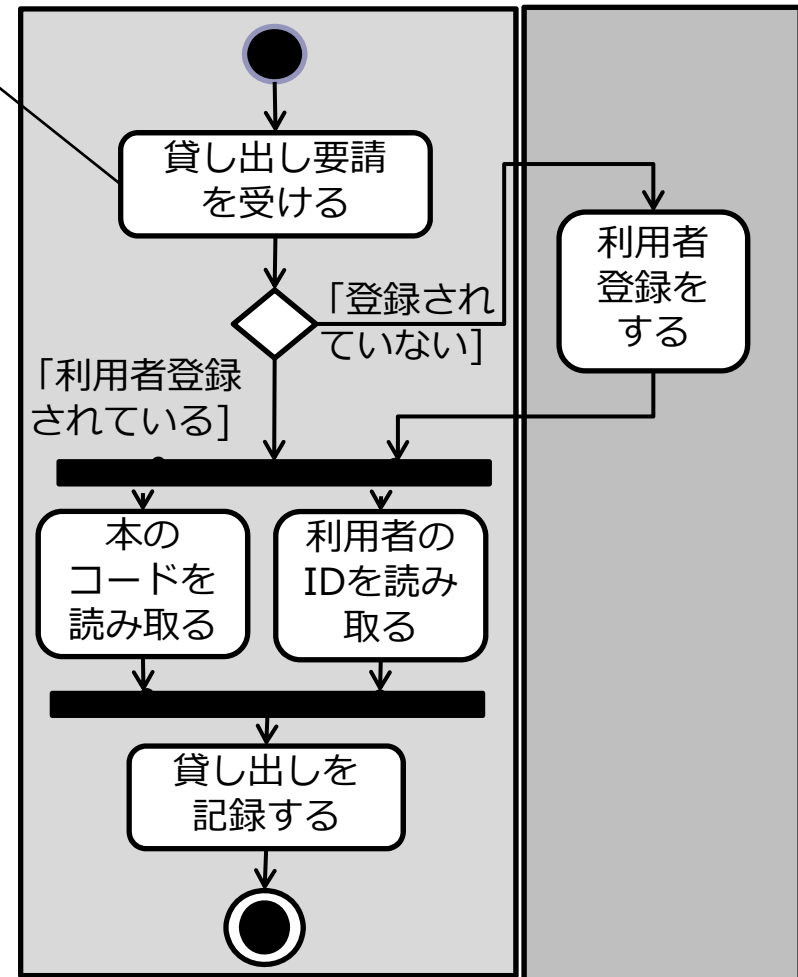 貸し出し要請
を受ける
「登録され
ていない]
利用者
登録を
する
「利用者登録
されている]
本の
コードを
読み取る
利用者の
IDを読み
取る
貸し出しを
記録する